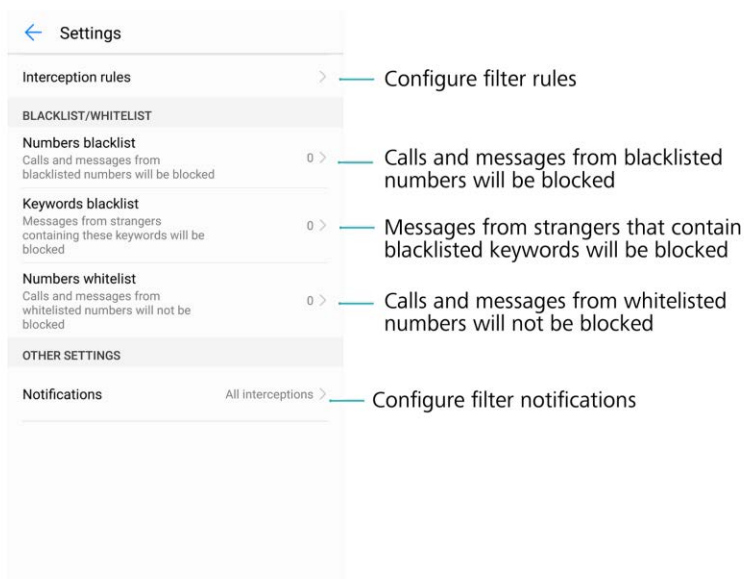 Settings
Interception rules
Configure filter rules
BLACKLIST/WHITELIST
Numbers blacklist
Calls and messages from
blacklisted numbers will be blocked
0
Calls and messages from blacklisted
numbers will be blocked
Keywords blacklist
Messages from strangers
containing these keywords will be
blocked
0
Messages from strangers that contain
blacklisted keywords will be blocked
Numbers whitelist
Calls and messages from
whitelisted numbers will not be
blocked
0
Calls and messages from whitelisted
numbers will not be blocked
OTHER SETTINGS
Notifications
All interceptions
Configure filter notifications